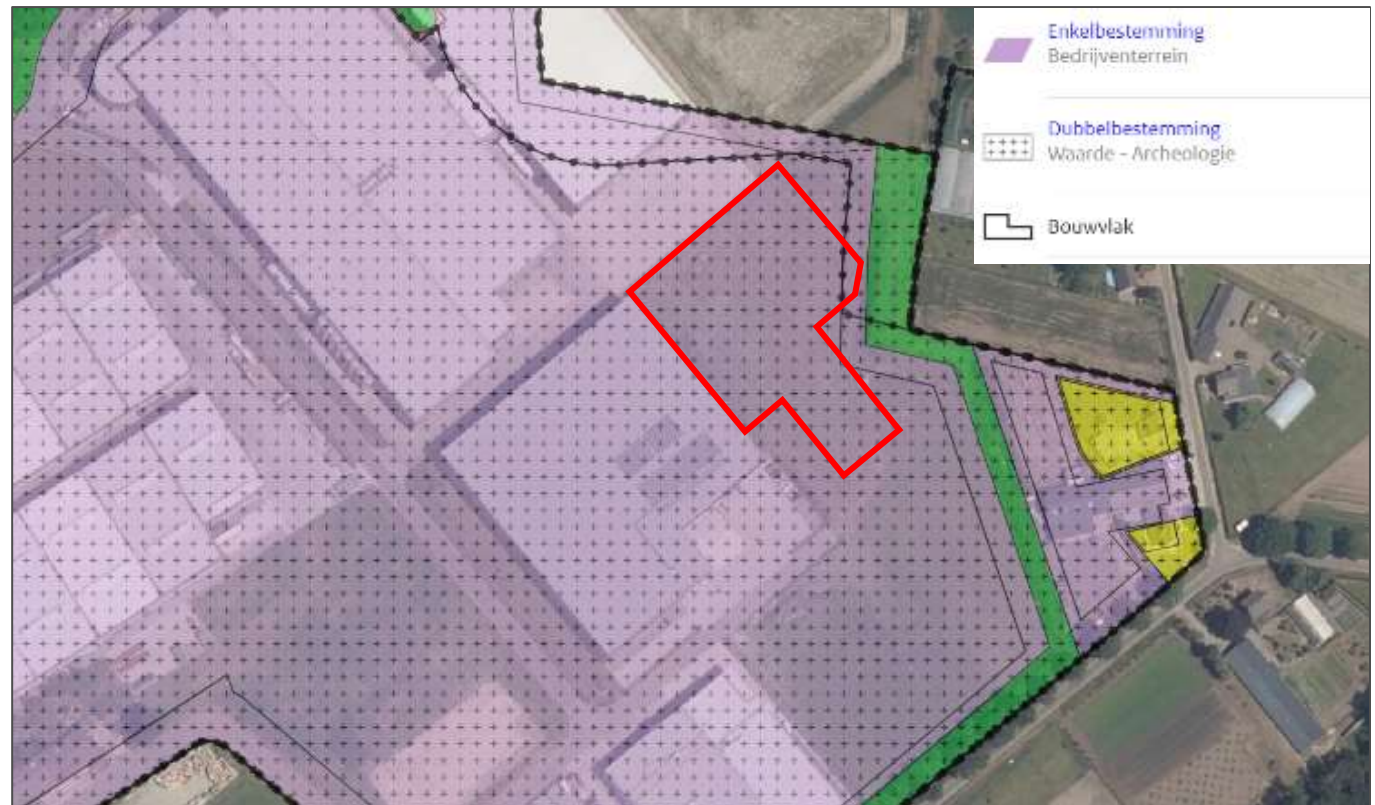 Enkelbestemming
Bedrijventerrein
Dubbelbestemming
Waarde - Archeologie
Bouwvlak